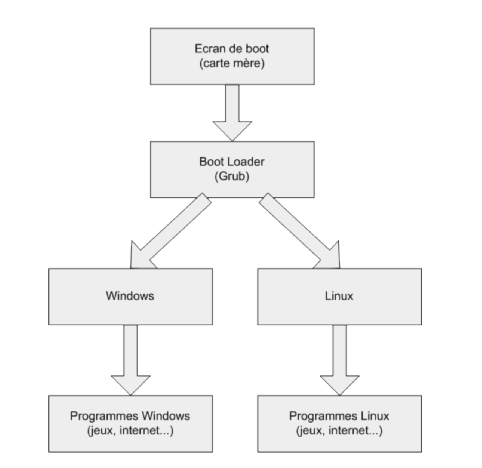 Ecran de boot
(carte mère)
Boot Loader
(Grub)
Windows
Linux
Programmes Windows
(jeux, internet...)
Programmes Linux
(jeux, internet...)